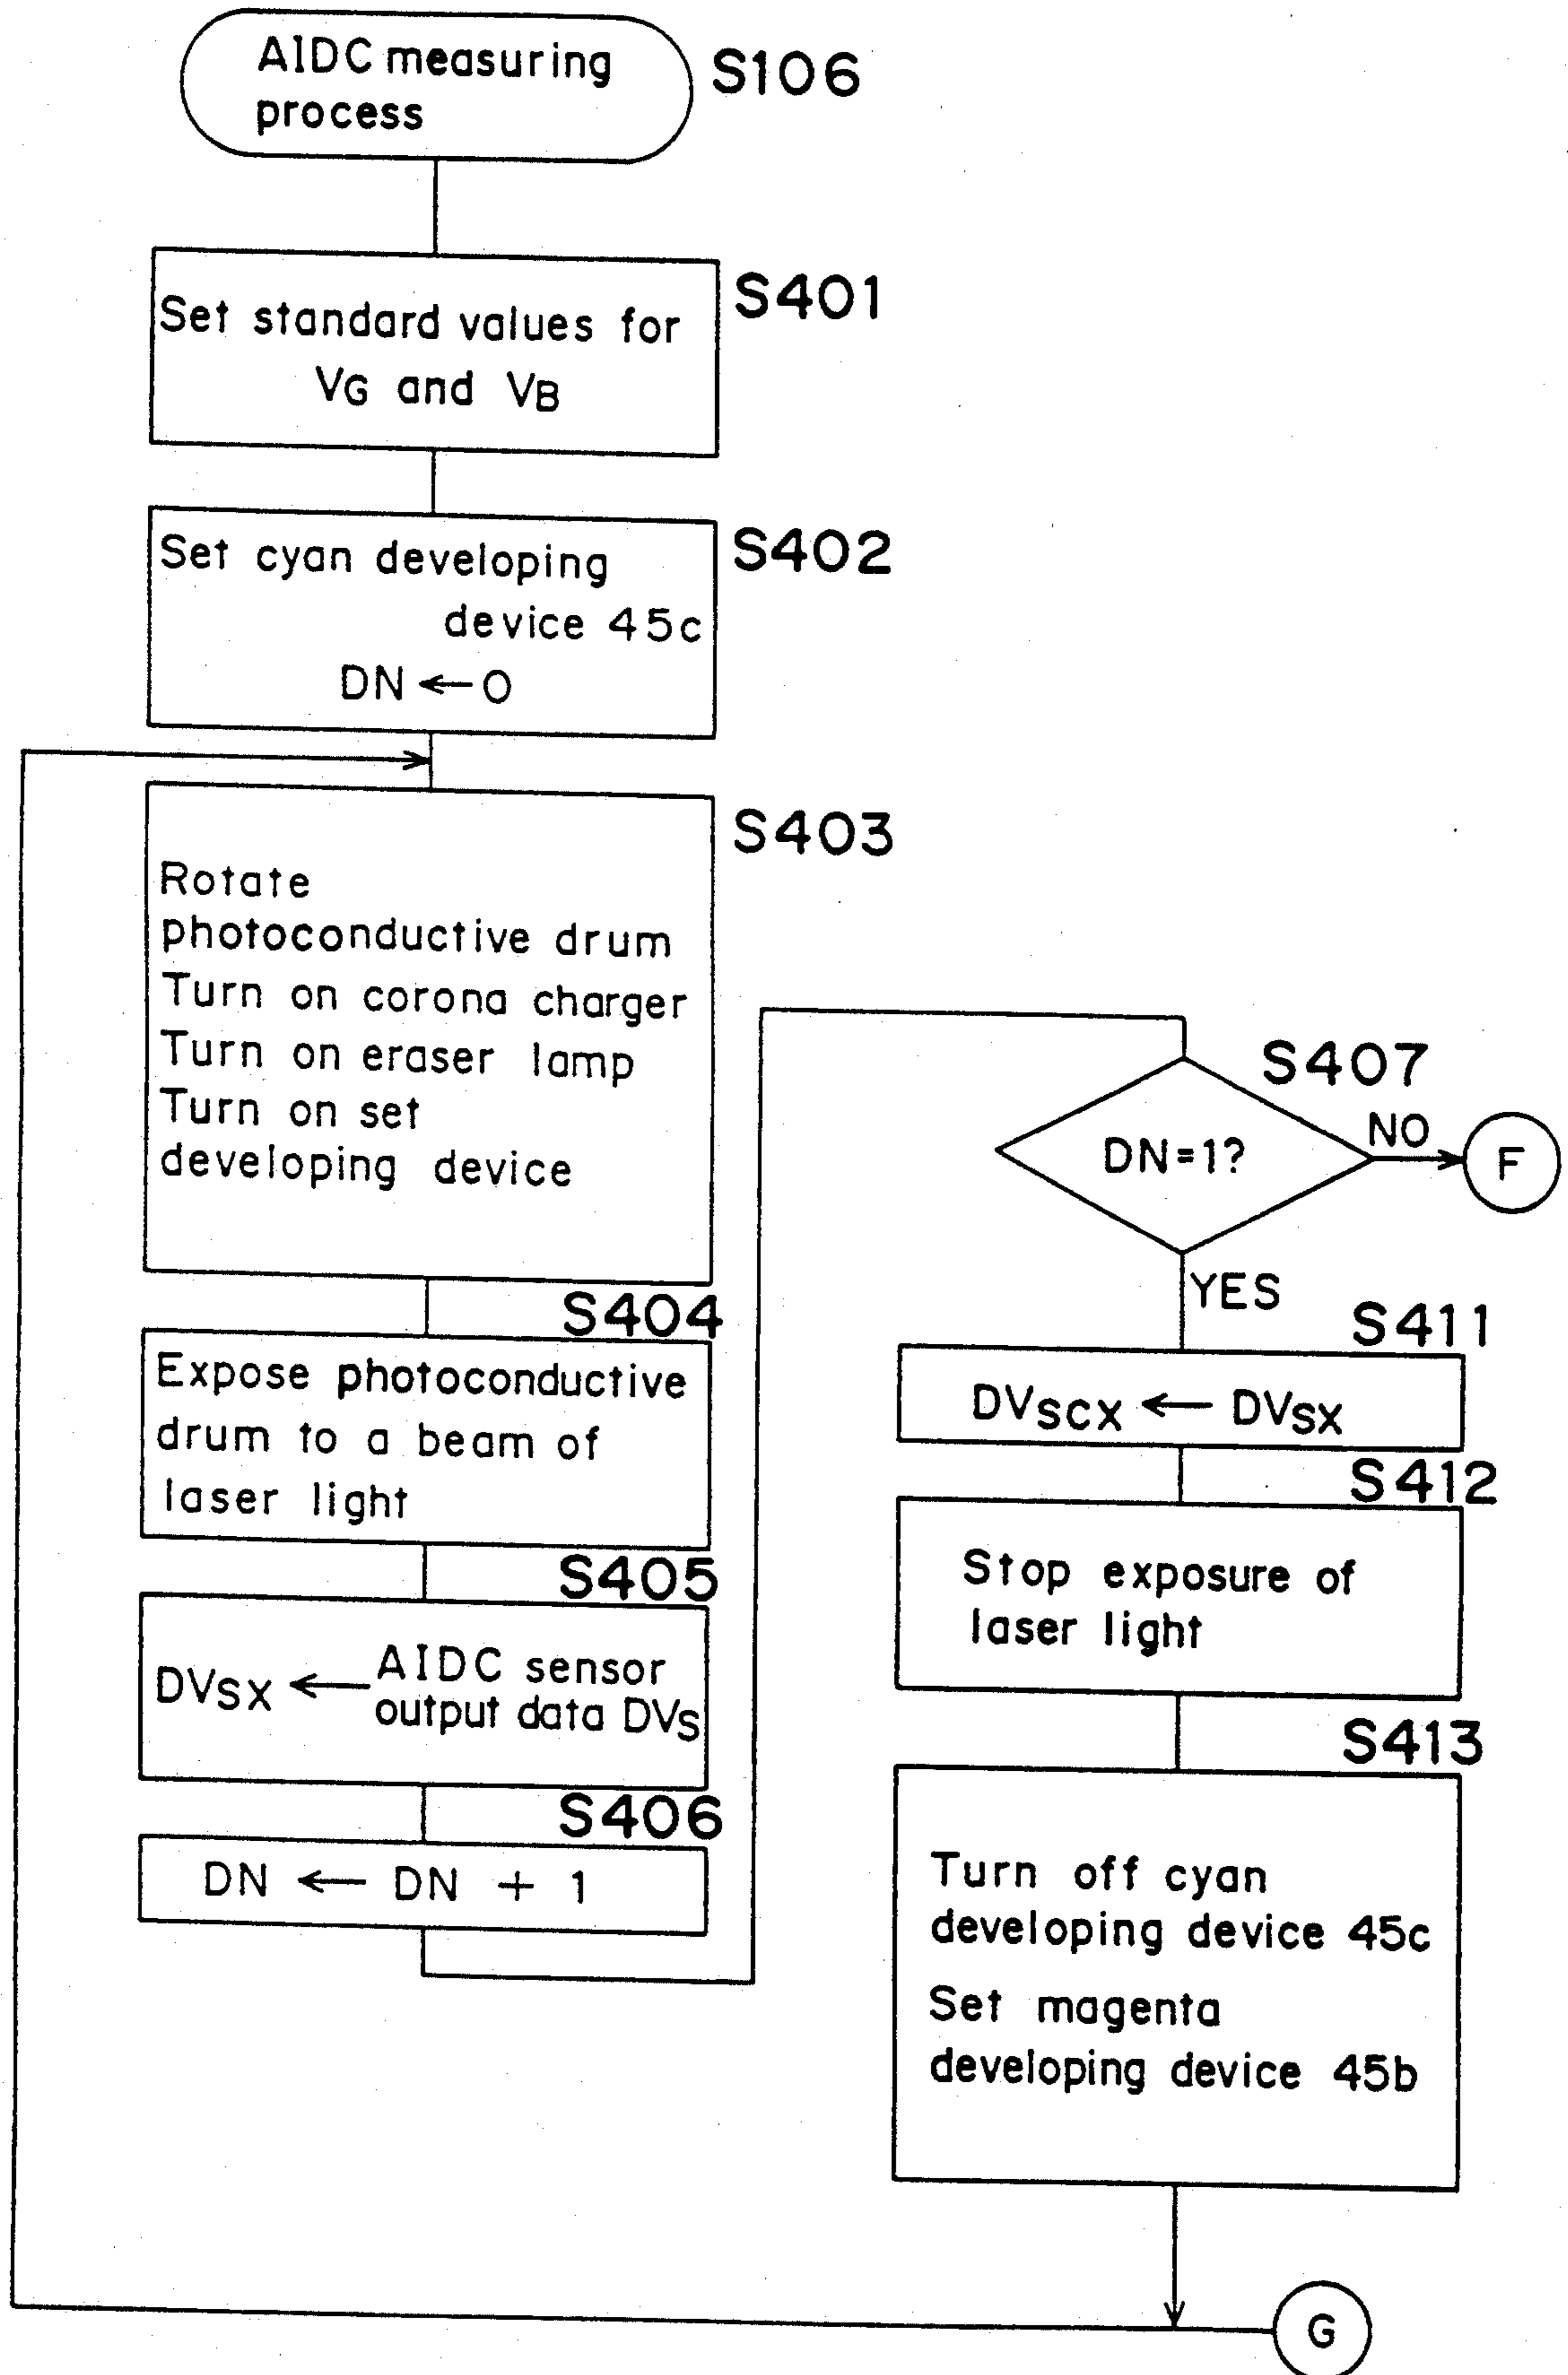 AIDC measuring
process
S106
Set standard values for
VG and VB
S401
Set cyan developing
device 45c
DN ← 0
S402
S403
Rotate
photoconductive drum
Turn on corona charger
Turn on eraser lamp
Turn on set
developing device
S404
Expose photoconductive
drum to a beam of
laser light
S405
DVSX ← AIDC sensor
output data DVS
S406
DN ← DN + 1
S407
DN=1?
NO
F
YES
S411
DVSCX ← DVSX
S412
Stop exposure of
laser light
S413
Turn off cyan
developing device 45c
Set magenta
developing device 45b
G